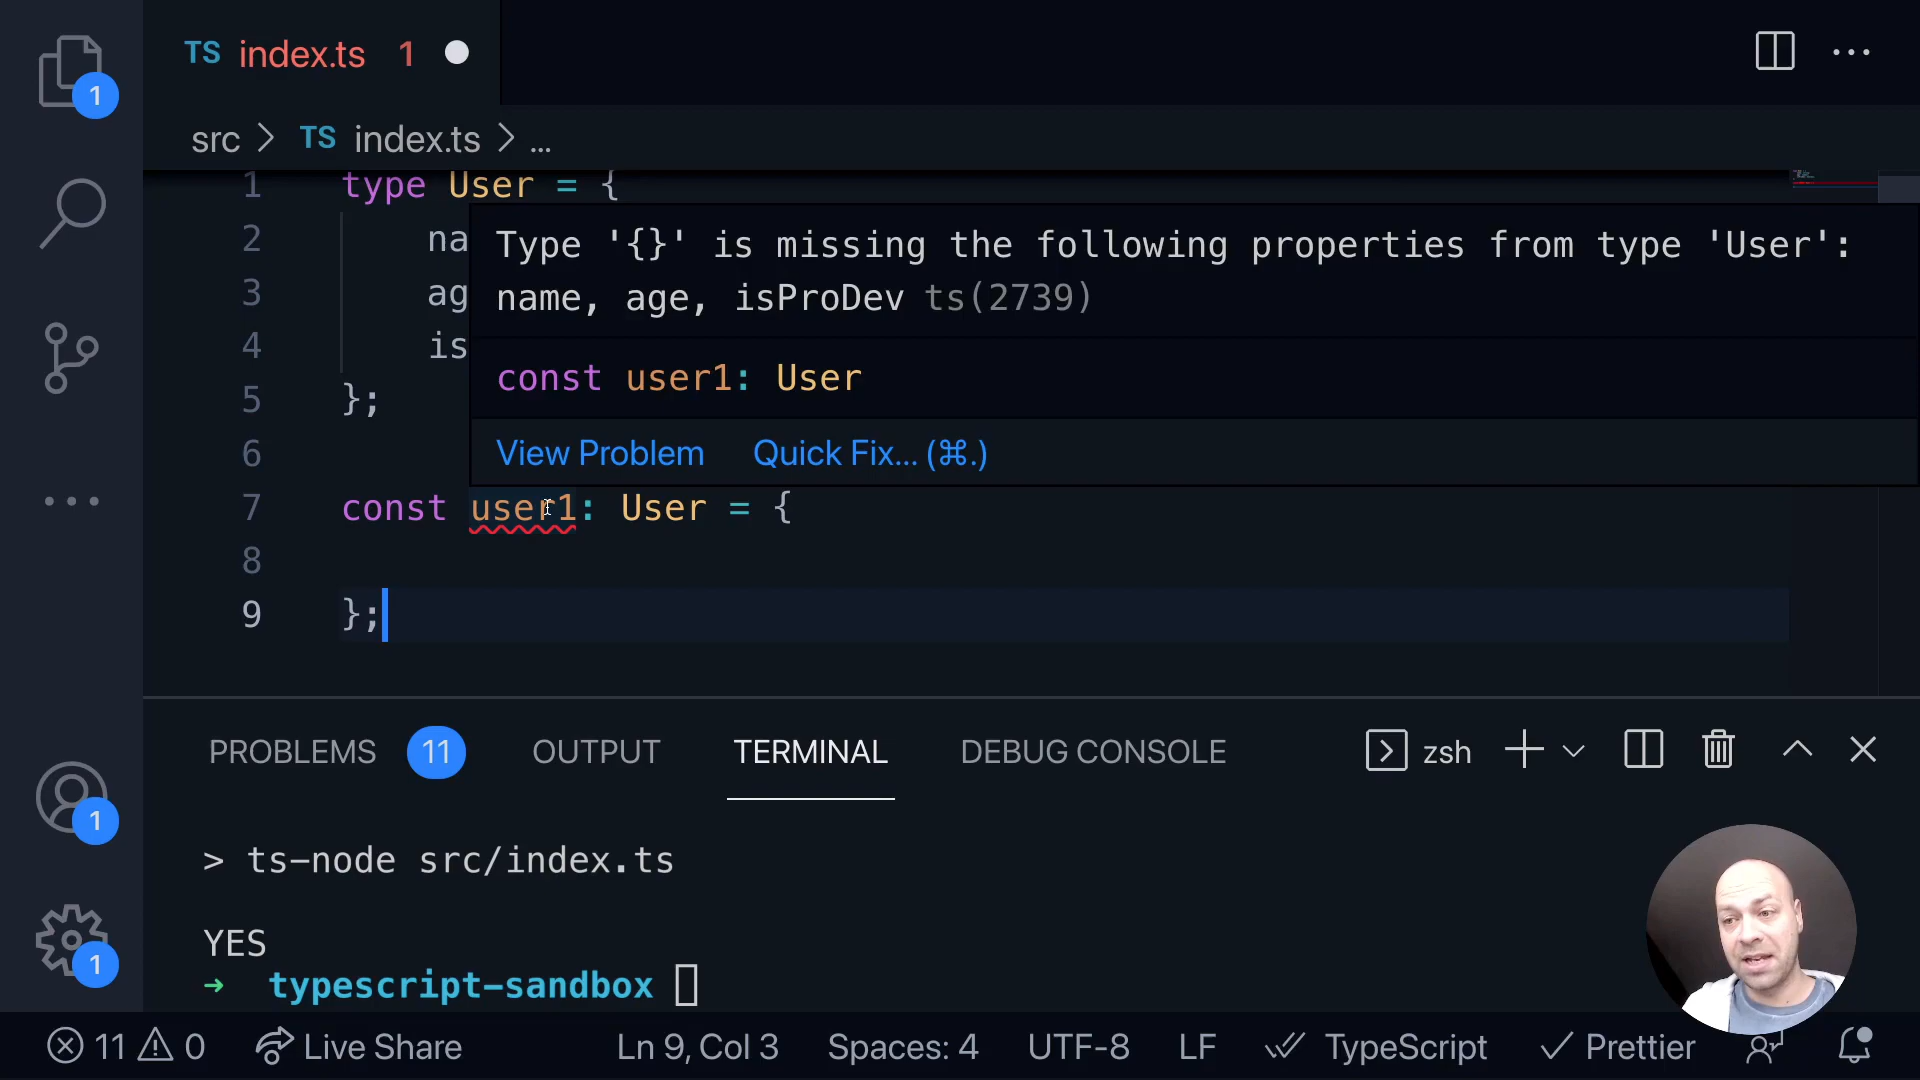 1
TS index.ts 1
src > TS index.ts > ...
1 type User = {
2 na
3 ag
4 is
5 };
6
Type '{}' is missing the following properties from type 'User':
name, age, isProDev ts(2739)
const user1: User
View Problem Quick Fix... (⌘.)
7 const user1: User = {
8
9 };
PROBLEMS 11 OUTPUT TERMINAL DEBUG CONSOLE zsh
> ts-node src/index.ts
YES
➜ typescript-sandbox
1
1
11 0 Live Share Ln 9, Col 3 Spaces: 4 UTF-8 LF TypeScript Prettier